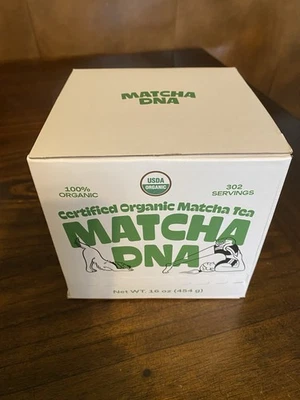 MATCHA
DNA
USDA
ORGANIC
100%
ORGANIC
302
SERVINGS
Certified Organic Matcha Tea
MATCHA
DNA
Net WT. 16 oz (454 g)